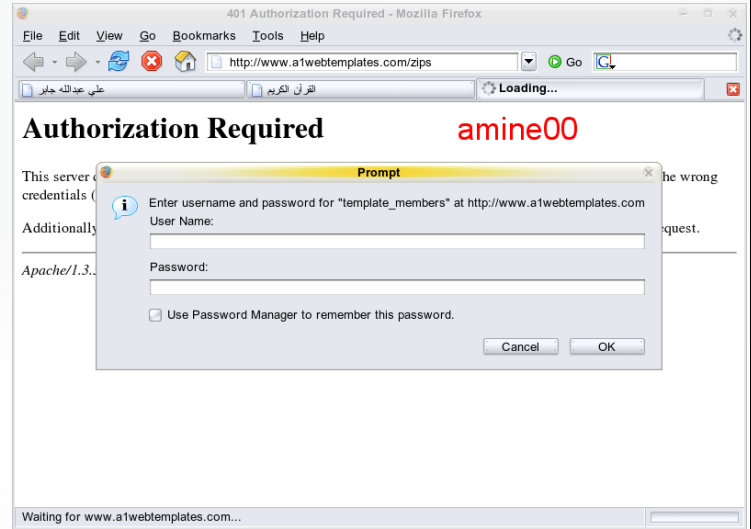 401 Authorization Required - Mozilla Firefox
File Edit View Go Bookmarks Tools Help
http://www.a1webtemplates.com/zips Go G
علي عبدالله جابر القرآن الكريم Loading...
Authorization Required amine00
Prompt
This server he wrong
Enter username and password for "template_members" at http://www.a1webtemplates.com
credentials (
User Name:
Additionally quest.
Password:
Apache/1.3.
Use Password Manager to remember this password.
Cancel OK
Waiting for www.a1webtemplates.com...